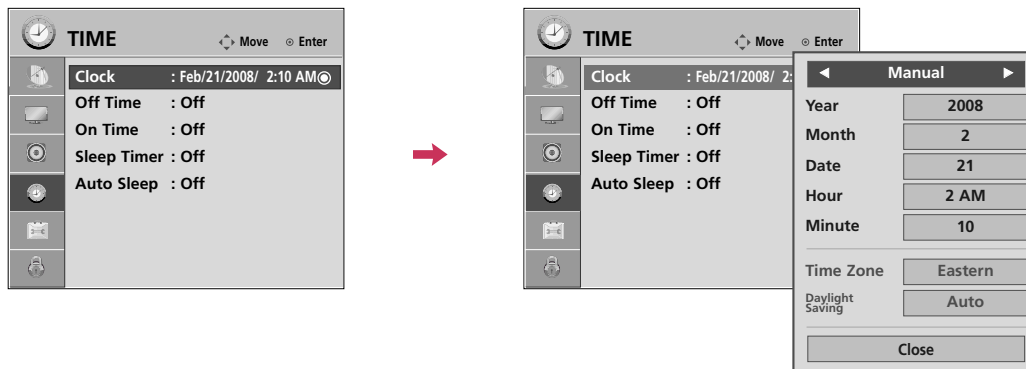 TIME
Move
Enter
Clock : Feb/21/2008/ 2:10 AM
Off Time : Off
On Time : Off
Sleep Timer : Off
Auto Sleep : Off
TIME
Move
Enter
Clock : Feb/21/2008/ 2:
Off Time : Off
On Time : Off
Sleep Timer : Off
Auto Sleep : Off
◀ Manual ▶
Year 2008
Month 2
Date 21
Hour 2 AM
Minute 10
Time Zone Eastern
Daylight
Saving
Auto
Close